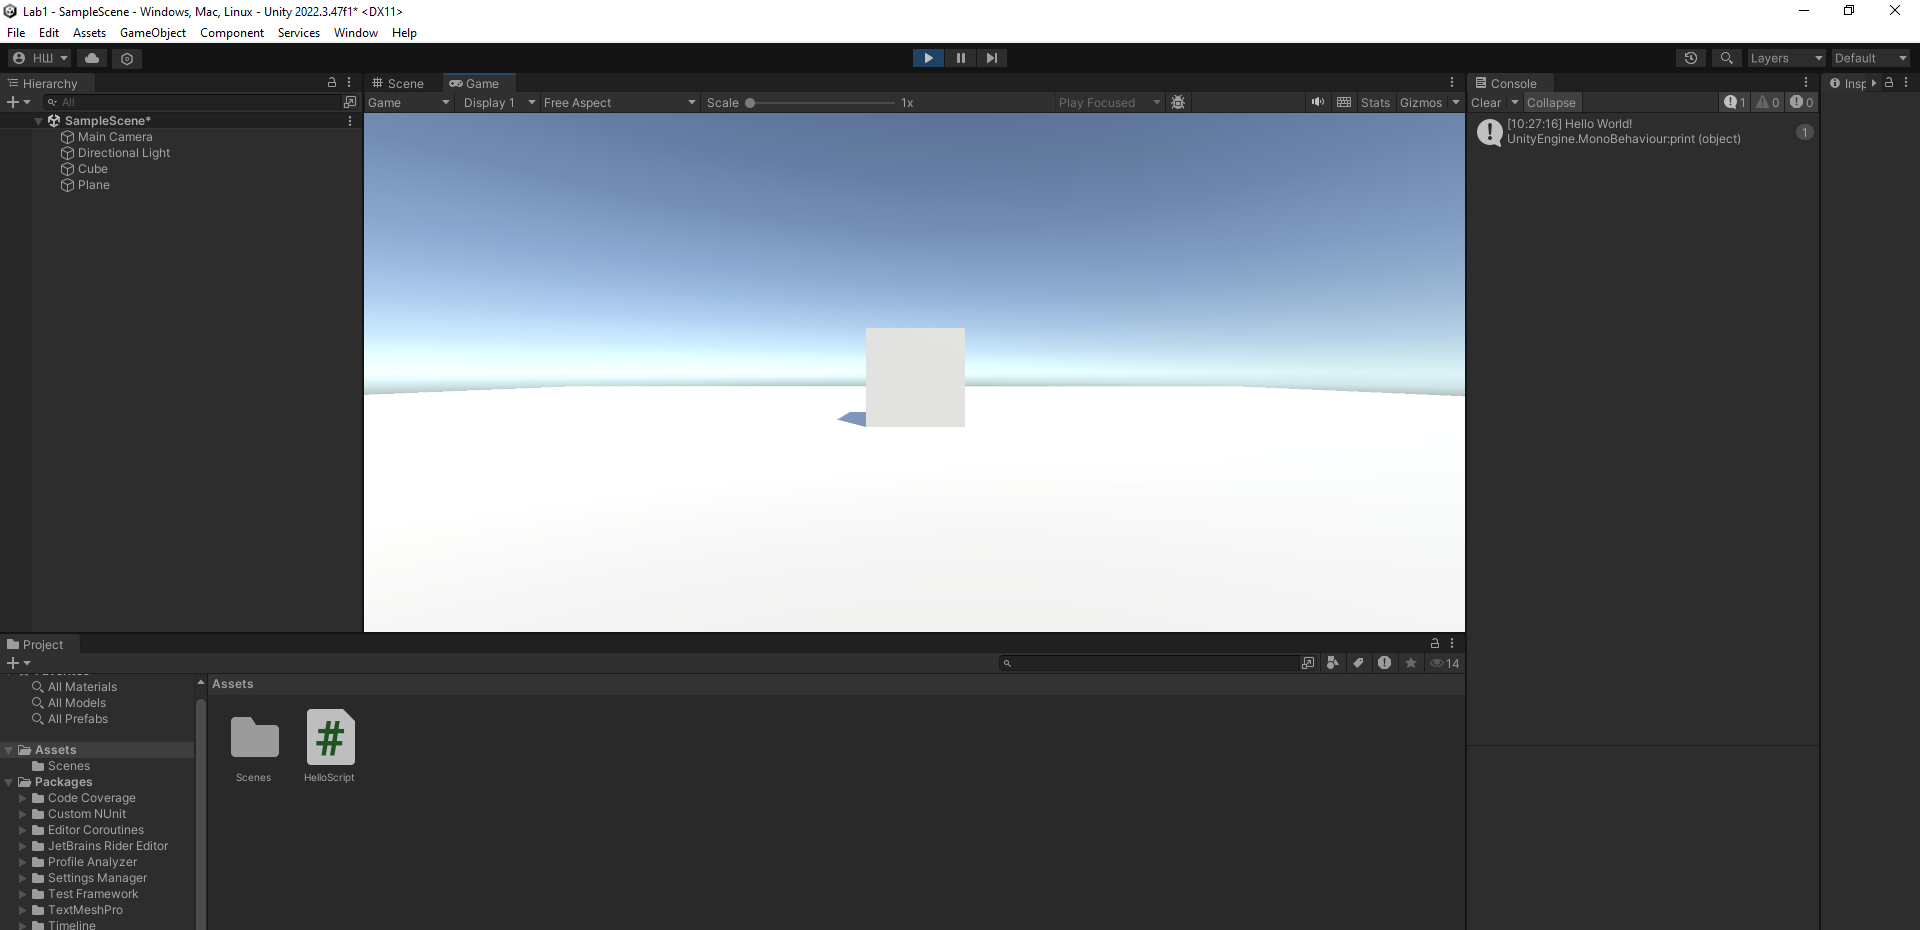 Lab1 - SampleScene - Windows, Mac, Linux - Unity 2022.3.47f1* <DX11>
File Edit Assets GameObject Component Services Window Help
НШ Layers Default
Hierarchy
All
SampleScene*
Main Camera
Directional Light
Cube
Plane
Scene Game
Game Display 1 Free Aspect Scale 1x Play Focused Stats Gizmos
Console
Clear Collapse 1 0 0
[10:27:16] Hello World!
UnityEngine.MonoBehaviour:print (object)
1
Insp
Project
14
Favorites
All Materials
All Models
All Prefabs
Assets
Scenes
Packages
Code Coverage
Custom NUnit
Editor Coroutines
JetBrains Rider Editor
Profile Analyzer
Settings Manager
Test Framework
TextMeshPro
Timeline
Assets
Scenes
HelloScript